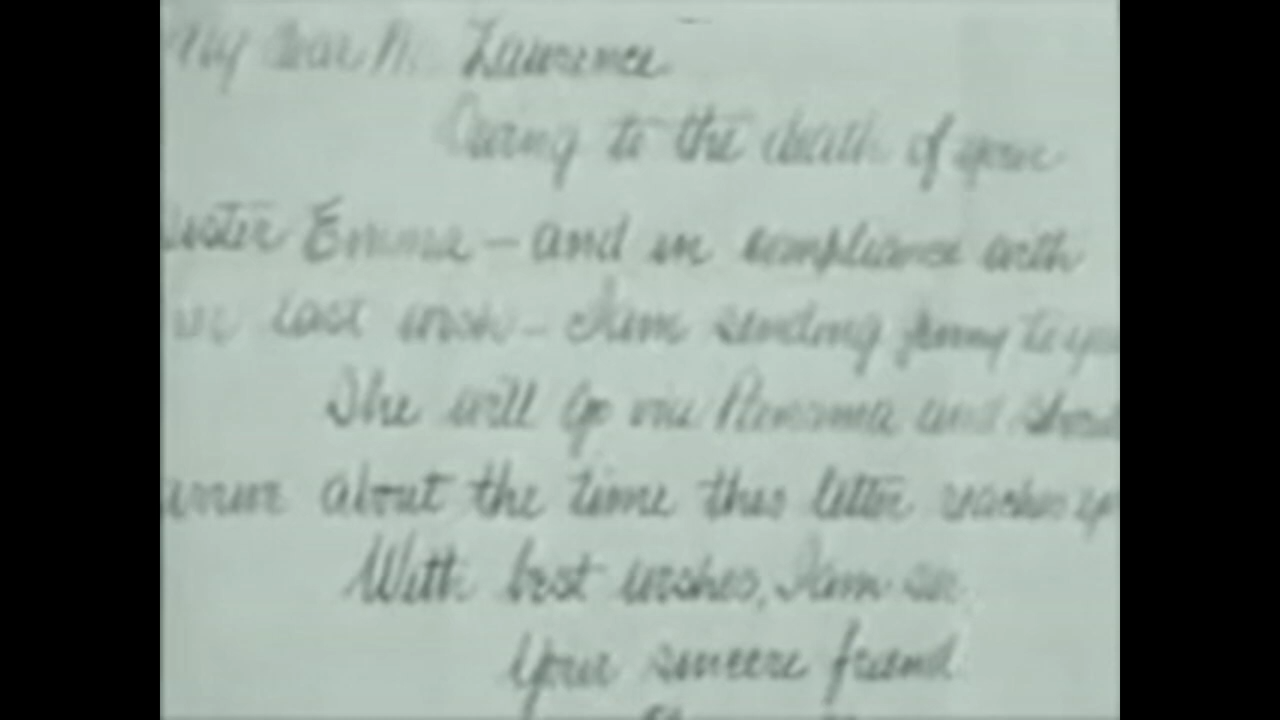 My Dear Mr. Lawrence
Owing to the death of your
sister Emma - and in compliance with
last wish - I am sending Jenny to you
She will go via Panama and should
arrive about the time this letter reaches
With best wishes, I am as
Your sincere friend